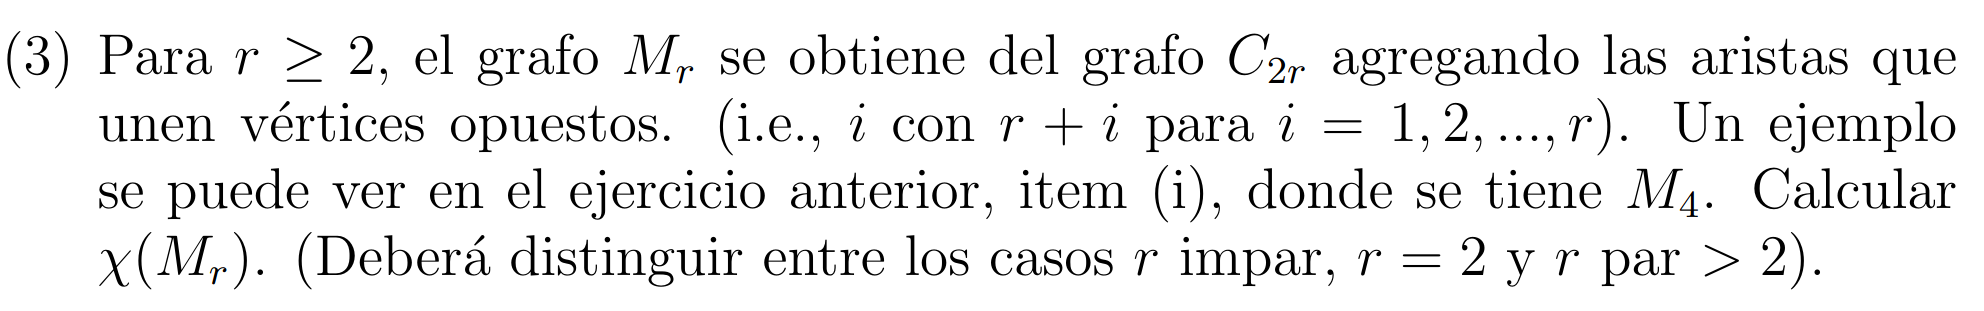 (3) Para r ≥ 2, el grafo M_r se obtiene del grafo C_{2r} agregando las aristas que
unen vértices opuestos. (i.e., i con r + i para i = 1, 2, ..., r). Un ejemplo
se puede ver en el ejercicio anterior, item (i), donde se tiene M_4. Calcular
χ(M_r). (Deberá distinguir entre los casos r impar, r = 2 y r par > 2).